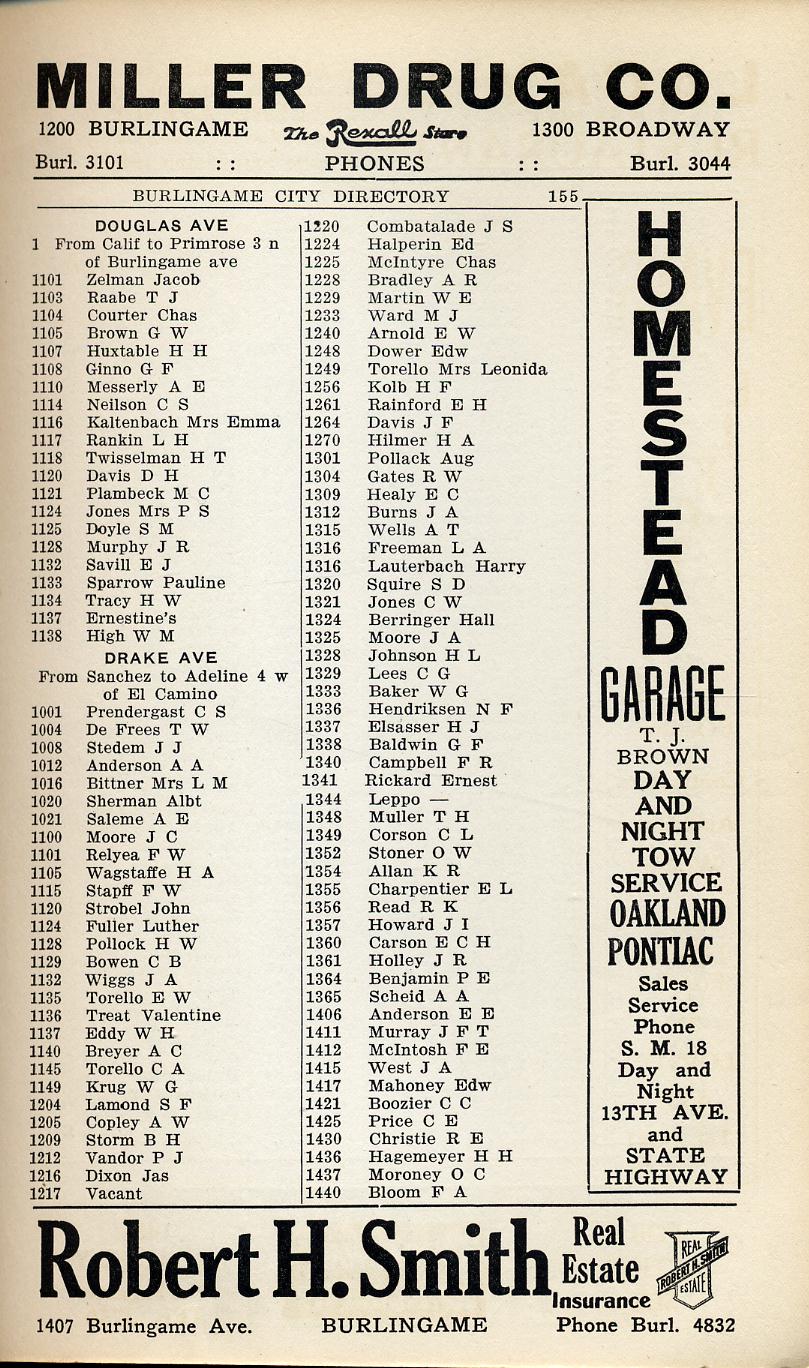 MILLER DRUG CO.
1200 BURLINGAME The Rexall Store 1300 BROADWAY
Burl. 3101 : : PHONES : : Burl. 3044
BURLINGAME CITY DIRECTORY 155
DOUGLAS AVE
1 From Calif to Primrose 3 n
of Burlingame ave
1101 Zelman Jacob
1103 Raabe T J
1104 Courter Chas
1105 Brown G W
1107 Huxtable H H
1108 Ginno G F
1110 Messerly A E
1114 Neilson C S
1116 Kaltenbach Mrs Emma
1117 Rankin L H
1118 Twisselman H T
1120 Davis D H
1121 Plambeck M C
1124 Jones Mrs P S
1125 Doyle S M
1128 Murphy J R
1132 Savill E J
1133 Sparrow Pauline
1134 Tracy H W
1137 Ernestine's
1138 High W M
DRAKE AVE
From Sanchez to Adeline 4 w
of El Camino
1001 Prendergast C S
1004 De Frees T W
1008 Stedem J J
1012 Anderson A A
1016 Bittner Mrs L M
1020 Sherman Albt
1021 Saleme A E
1100 Moore J C
1101 Relyea F W
1105 Wagstaffe H A
1115 Stapff F W
1120 Strobel John
1124 Fuller Luther
1128 Pollock H W
1129 Bowen C B
1132 Wiggs J A
1135 Torello E W
1136 Treat Valentine
1137 Eddy W H
1140 Breyer A C
1145 Torello C A
1149 Krug W G
1204 Lamond S F
1205 Copley A W
1209 Storm B H
1212 Vandor P J
1216 Dixon Jas
1217 Vacant
1220 Combatalade J S
1224 Halperin Ed
1225 McIntyre Chas
1228 Bradley A R
1229 Martin W E
1233 Ward M J
1240 Arnold E W
1248 Dower Edw
1249 Torello Mrs Leonida
1256 Kolb H F
1261 Rainford E H
1264 Davis J F
1270 Hilmer H A
1301 Pollack Aug
1304 Gates R W
1309 Healy E C
1312 Burns J A
1315 Wells A T
1316 Freeman L A
1316 Lauterbach Harry
1320 Squire S D
1321 Jones C W
1324 Berringer Hall
1325 Moore J A
1328 Johnson H L
1329 Lees C G
1333 Baker W G
1336 Hendriksen N F
1337 Elsasser H J
1338 Baldwin G F
1340 Campbell F R
1341 Rickard Ernest
1344 Leppo —
1348 Muller T H
1349 Corson C L
1352 Stoner O W
1354 Allan K R
1355 Charpentier E L
1356 Read R K
1357 Howard J I
1360 Carson E C H
1361 Holley J R
1364 Benjamin P E
1365 Scheid A A
1406 Anderson E E
1411 Murray J F T
1412 McIntosh F E
1415 West J A
1417 Mahoney Edw
1421 Boozier C C
1425 Price C E
1430 Christie R E
1436 Hagemeyer H H
1437 Moroney O C
1440 Bloom F A
HOMESTEAD
GARAGE
T. J.
BROWN
DAY
AND
NIGHT
TOW
SERVICE
OAKLAND
PONTIAC
Sales
Service
Phone
S. M. 18
Day and
Night
13TH AVE.
and
STATE
HIGHWAY
Robert H. Smith
Real
Estate
Insurance
REAL
ROBERT H. SMITH
ESTATE
1407 Burlingame Ave. BURLINGAME Phone Burl. 4832